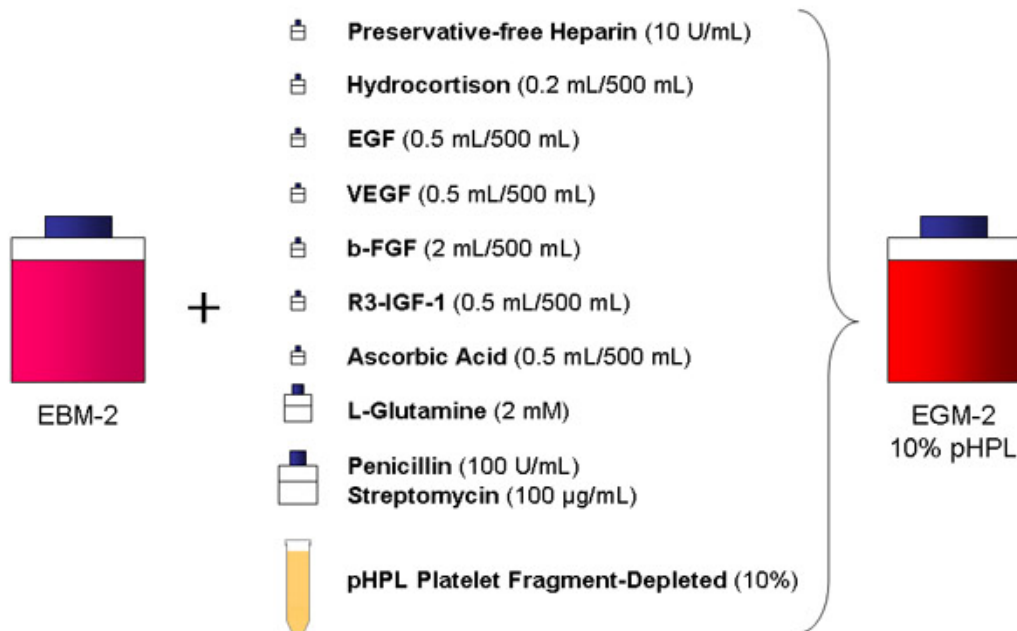 Preservative-free Heparin (10 U/mL)
Hydrocortison (0.2 mL/500 mL)
EGF (0.5 mL/500 mL)
VEGF (0.5 mL/500 mL)
b-FGF (2 mL/500 mL)
R3-IGF-1 (0.5 mL/500 mL)
Ascorbic Acid (0.5 mL/500 mL)
L-Glutamine (2 mM)
Penicillin (100 U/mL)
Streptomycin (100 µg/mL)
pHPL Platelet Fragment-Depleted (10%)
EBM-2
+
EGM-2
10% pHPL